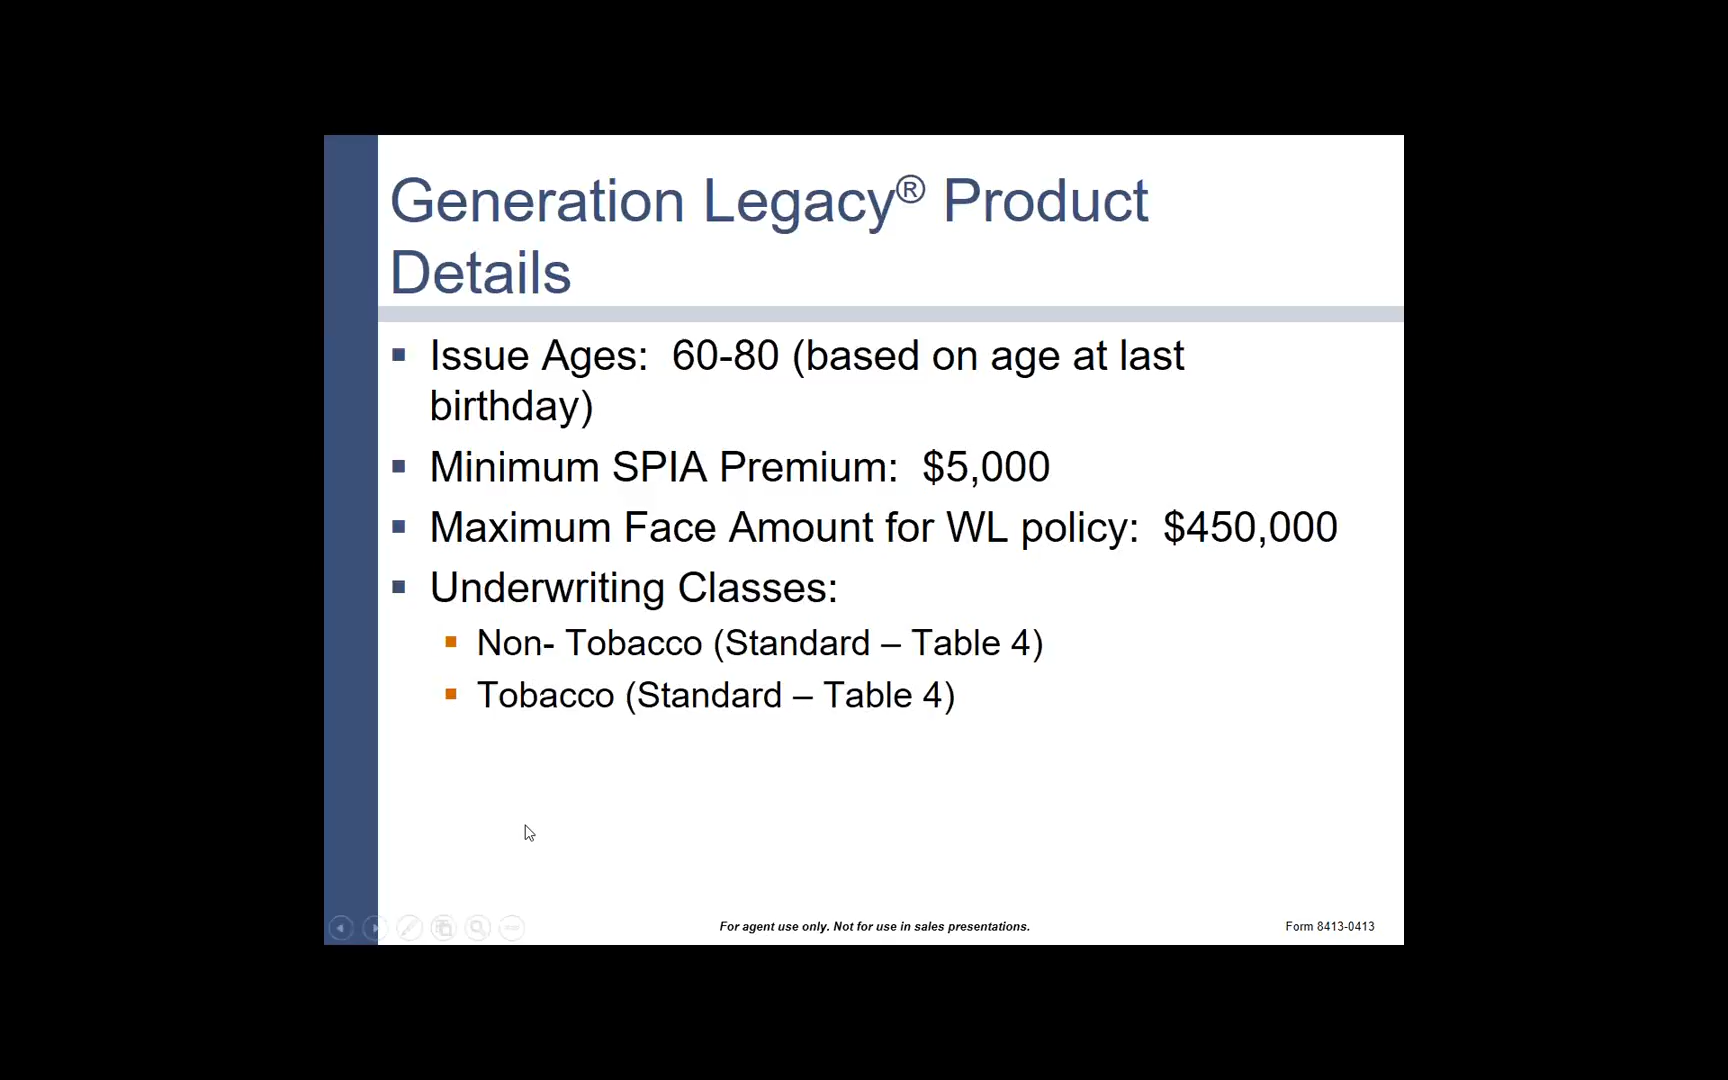 Generation Legacy® Product
Details
Issue Ages:  60-80 (based on age at last
birthday)
Minimum SPIA Premium:  $5,000
Maximum Face Amount for WL policy:  $450,000
Underwriting Classes:
Non- Tobacco (Standard – Table 4)
Tobacco (Standard – Table 4)
For agent use only. Not for use in sales presentations.
Form 8413-0413